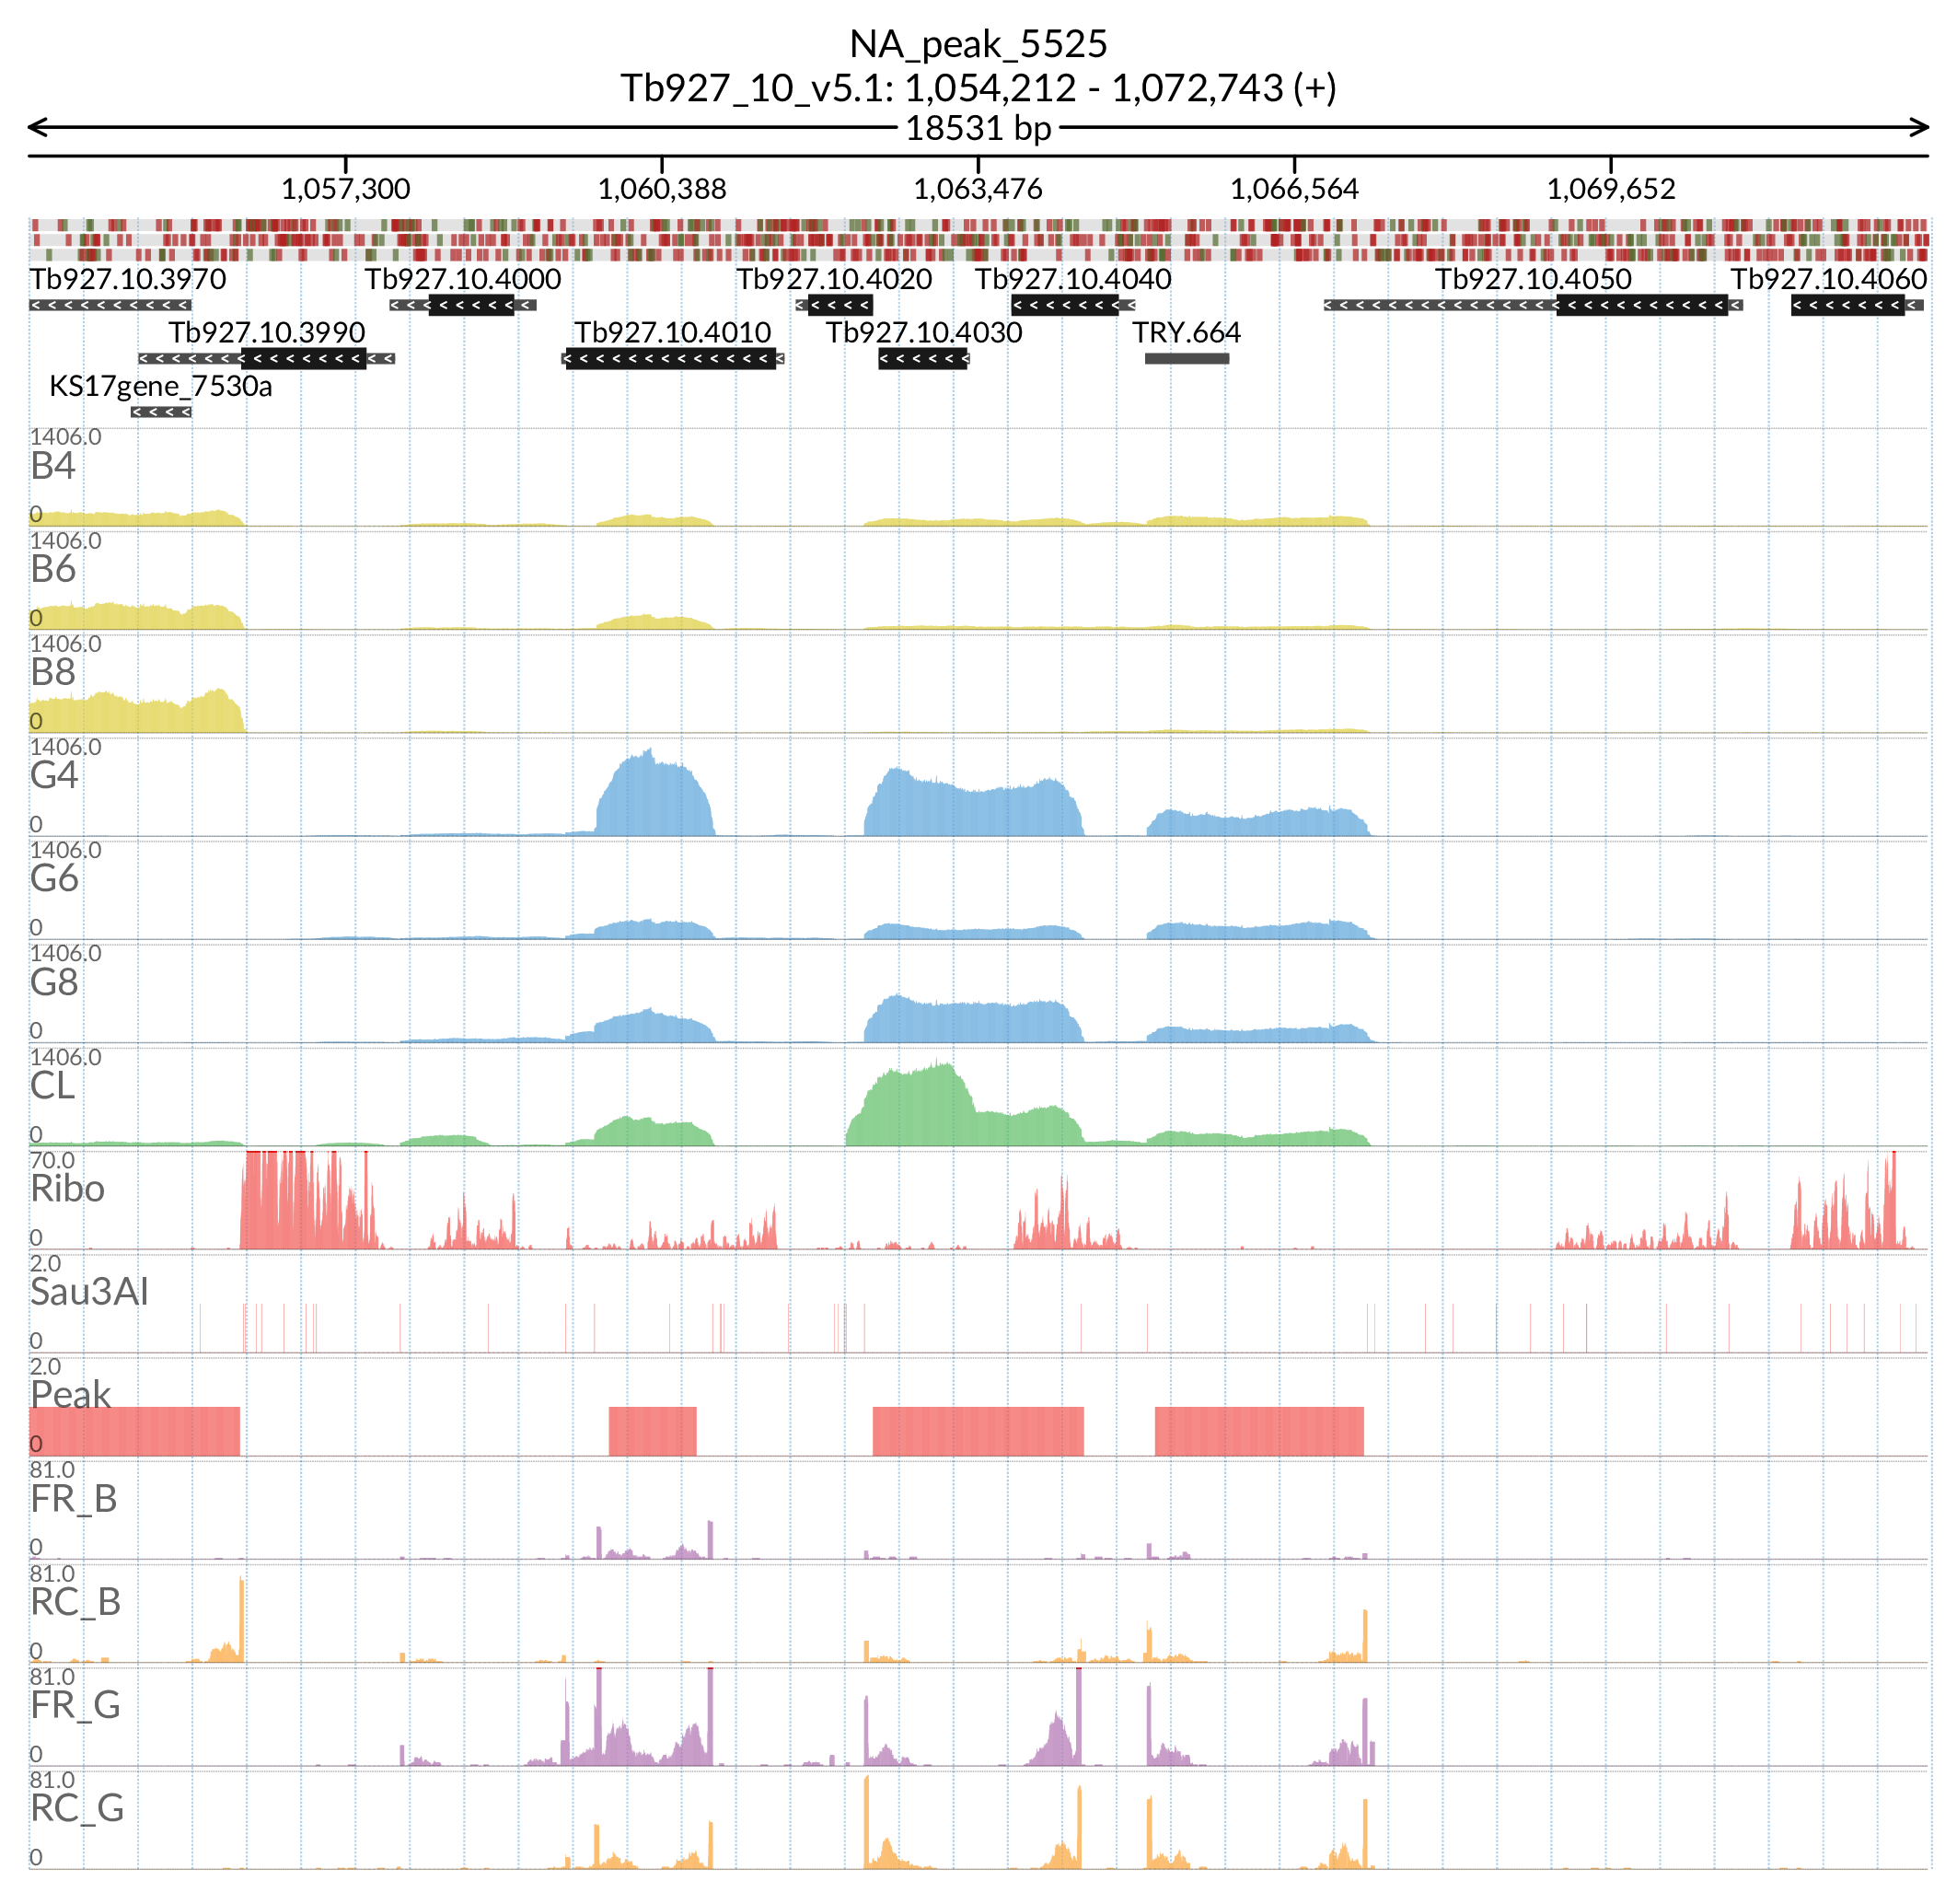 NA_peak_5525
Tb927_10_v5.1: 1,054,212 - 1,072,743 (+)
18531 bp
1,057,300 1,060,388 1,063,476 1,066,564 1,069,652
Tb927.10.3970 Tb927.10.4000 Tb927.10.4020 Tb927.10.4040 Tb927.10.4050 Tb927.10.4060
Tb927.10.3990 Tb927.10.4010 Tb927.10.4030 TRY.664
KS17gene_7530a
1406.0
B4
0
1406.0
B6
0
1406.0
B8
0
1406.0
G4
0
1406.0
G6
0
1406.0
G8
0
1406.0
CL
0
70.0
Ribo
0
2.0
Sau3AI
0
2.0
Peak
0
81.0
FR_B
0
81.0
RC_B
0
81.0
FR_G
0
81.0
RC_G
0